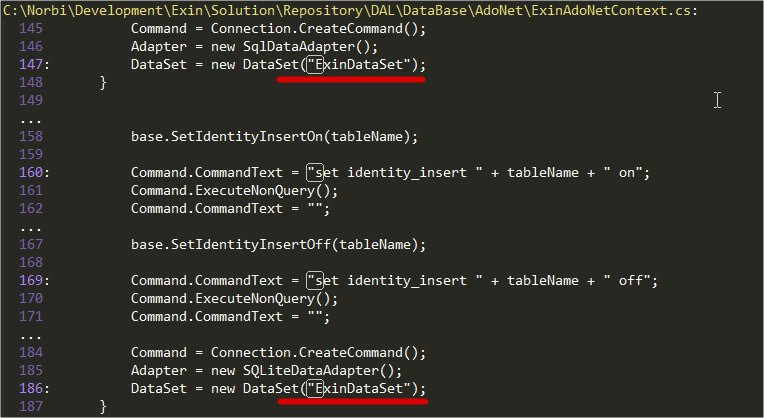 C:\Norbi\Development\Exin\Solution\Repository\DAL\DataBase\AdoNet\ExinAdoNetContext.cs:
145 Command = Connection.CreateCommand();
146 Adapter = new SqlDataAdapter();
147: DataSet = new DataSet("ExinDataSet");
148 }
149
...
158 base.SetIdentityInsertOn(tableName);
159
160: Command.CommandText = "set identity_insert " + tableName + " on";
161 Command.ExecuteNonQuery();
162 Command.CommandText = "";
...
167 base.SetIdentityInsertOff(tableName);
168
169: Command.CommandText = "set identity_insert " + tableName + " off";
170 Command.ExecuteNonQuery();
171 Command.CommandText = "";
...
184 Command = Connection.CreateCommand();
185 Adapter = new SQLiteDataAdapter();
186: DataSet = new DataSet("ExinDataSet");
187 }